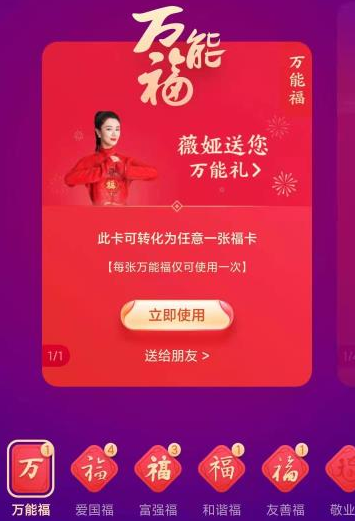 万能福
万能福
薇娅送您
万能礼>
此卡可转化为任意一张福卡
【每张万能福仅可使用一次】
立即使用
1/1
送给朋友 >
万 1
福 4
福 3
福 1
福 1
万能福
爱国福
富强福
和谐福
友善福
敬业